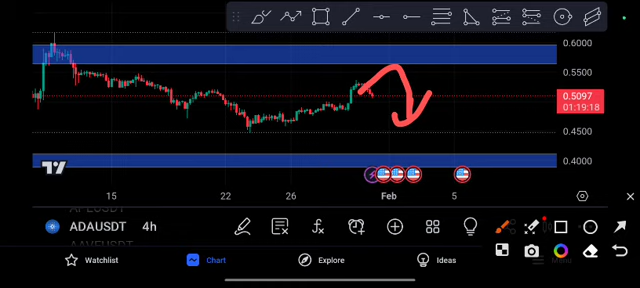 0.6000
0.5500
0.5097
01:19:18
0.4500
0.4000
15 22 26 Feb 5
ADAUSDT 4h
AAVEUSDT
Watchlist Chart Explore Ideas